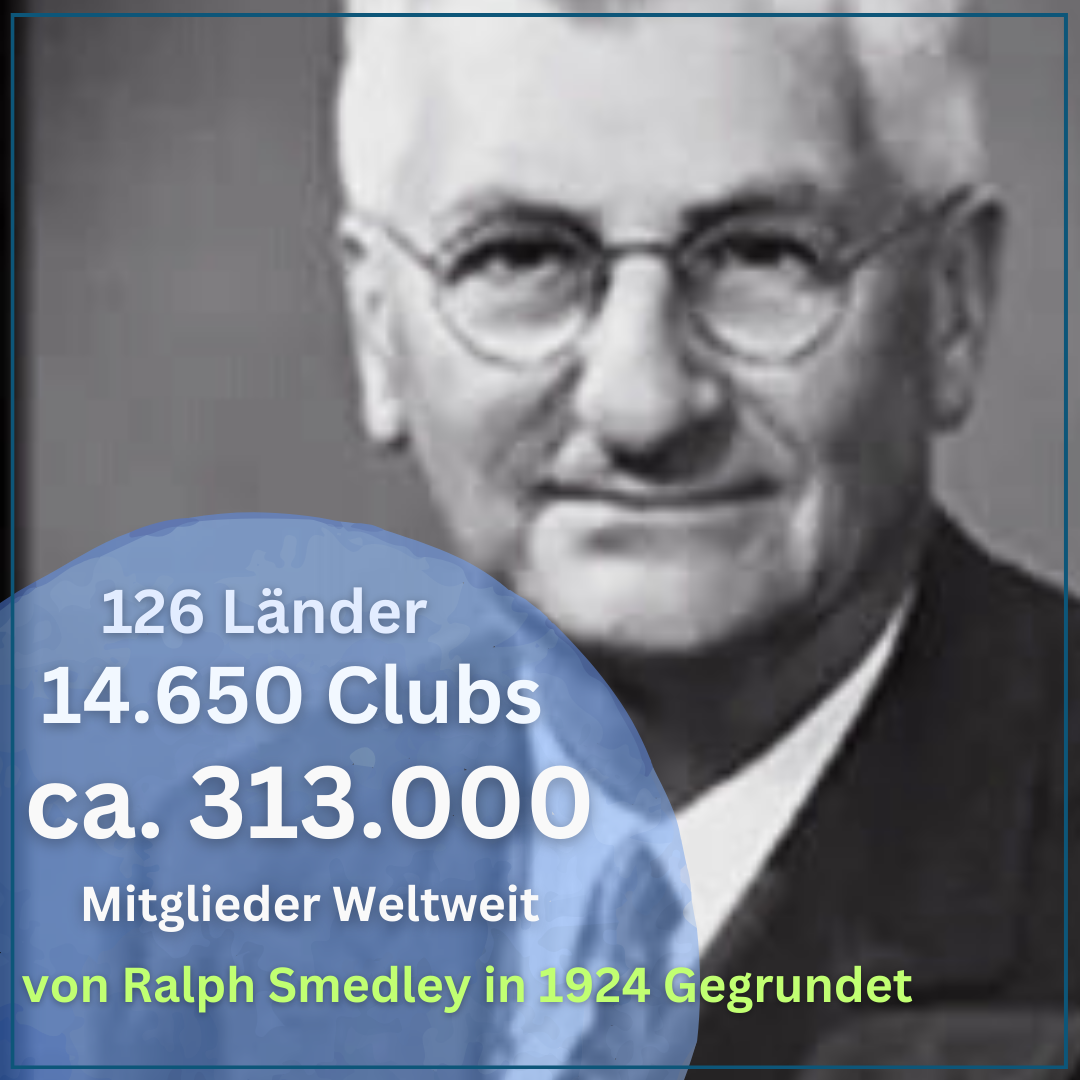 126 Länder
14.650 Clubs
ca. 313.000
Mitglieder Weltweit
von Ralph Smedley in 1924 Gegrundet